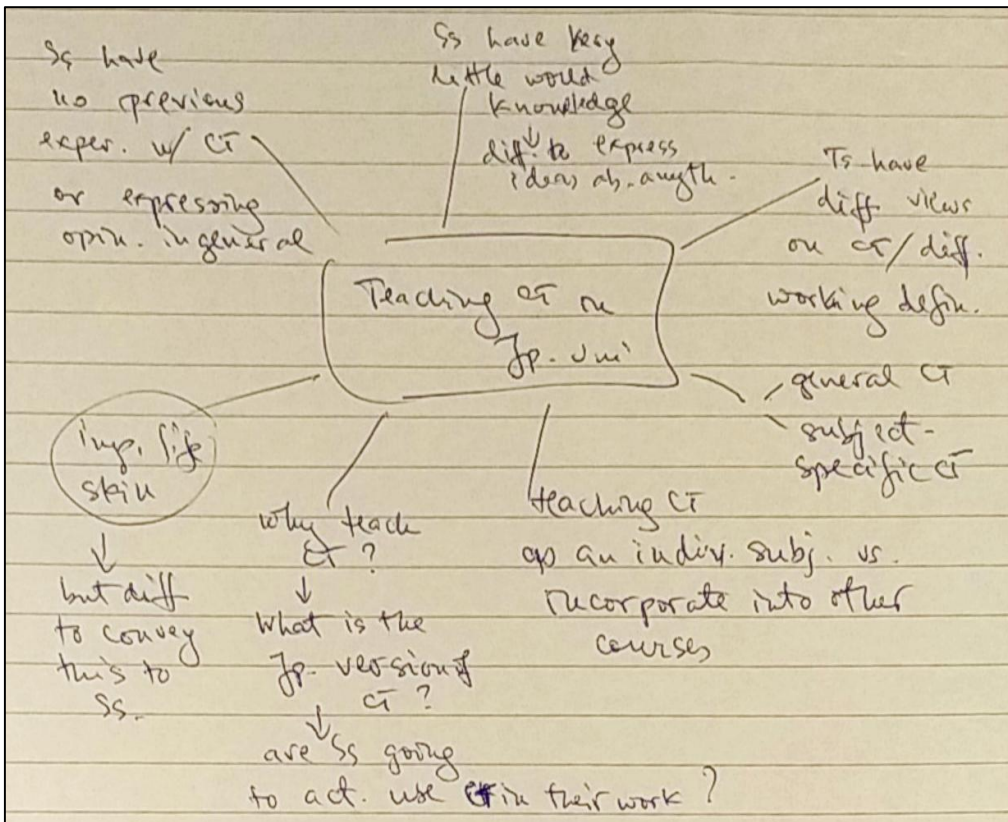 Ss have
no previous
exper. w/ CT
or expressing
opin. in general
Ss have very
little world
knowledge
↓
diff. to express
ideas ab. anyth.
Ts have
diff. views
on CT/diff.
working defin.
Teaching CT in
Jp. uni
general CT
subject-
specific CT
imp. life
skill
↓
but diff
to convey
this to
Ss.
why teach
CT?
↓
What is the
Jp. version of
CT?
↓
are Ss going
to act. use CT in their work?
teaching CT
as an indiv. subj. vs.
incorporate into other
courses